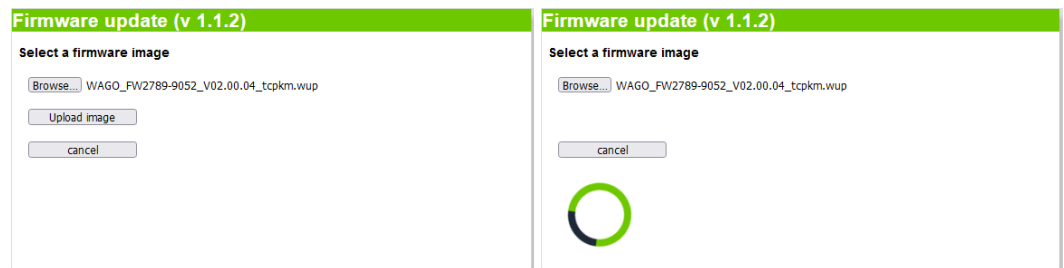 Firmware update (v 1.1.2)
Select a firmware image
Browse... WAGO_FW2789-9052_V02.00.04_tcpkm.wup
Upload image
cancel
Firmware update (v 1.1.2)
Select a firmware image
Browse... WAGO_FW2789-9052_V02.00.04_tcpkm.wup
cancel